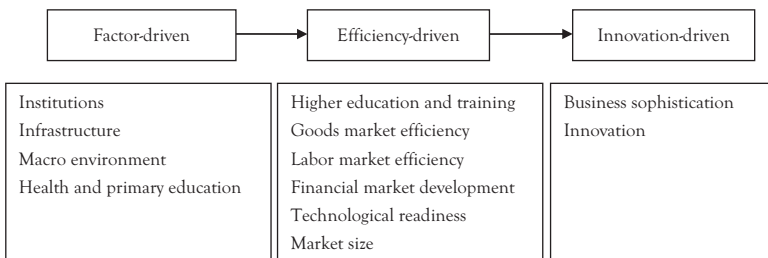 Factor-driven
Efficiency-driven
Innovation-driven
Institutions
Infrastructure
Macro environment
Health and primary education
Higher education and training
Goods market efficiency
Labor market efficiency
Financial market development
Technological readiness
Market size
Business sophistication
Innovation